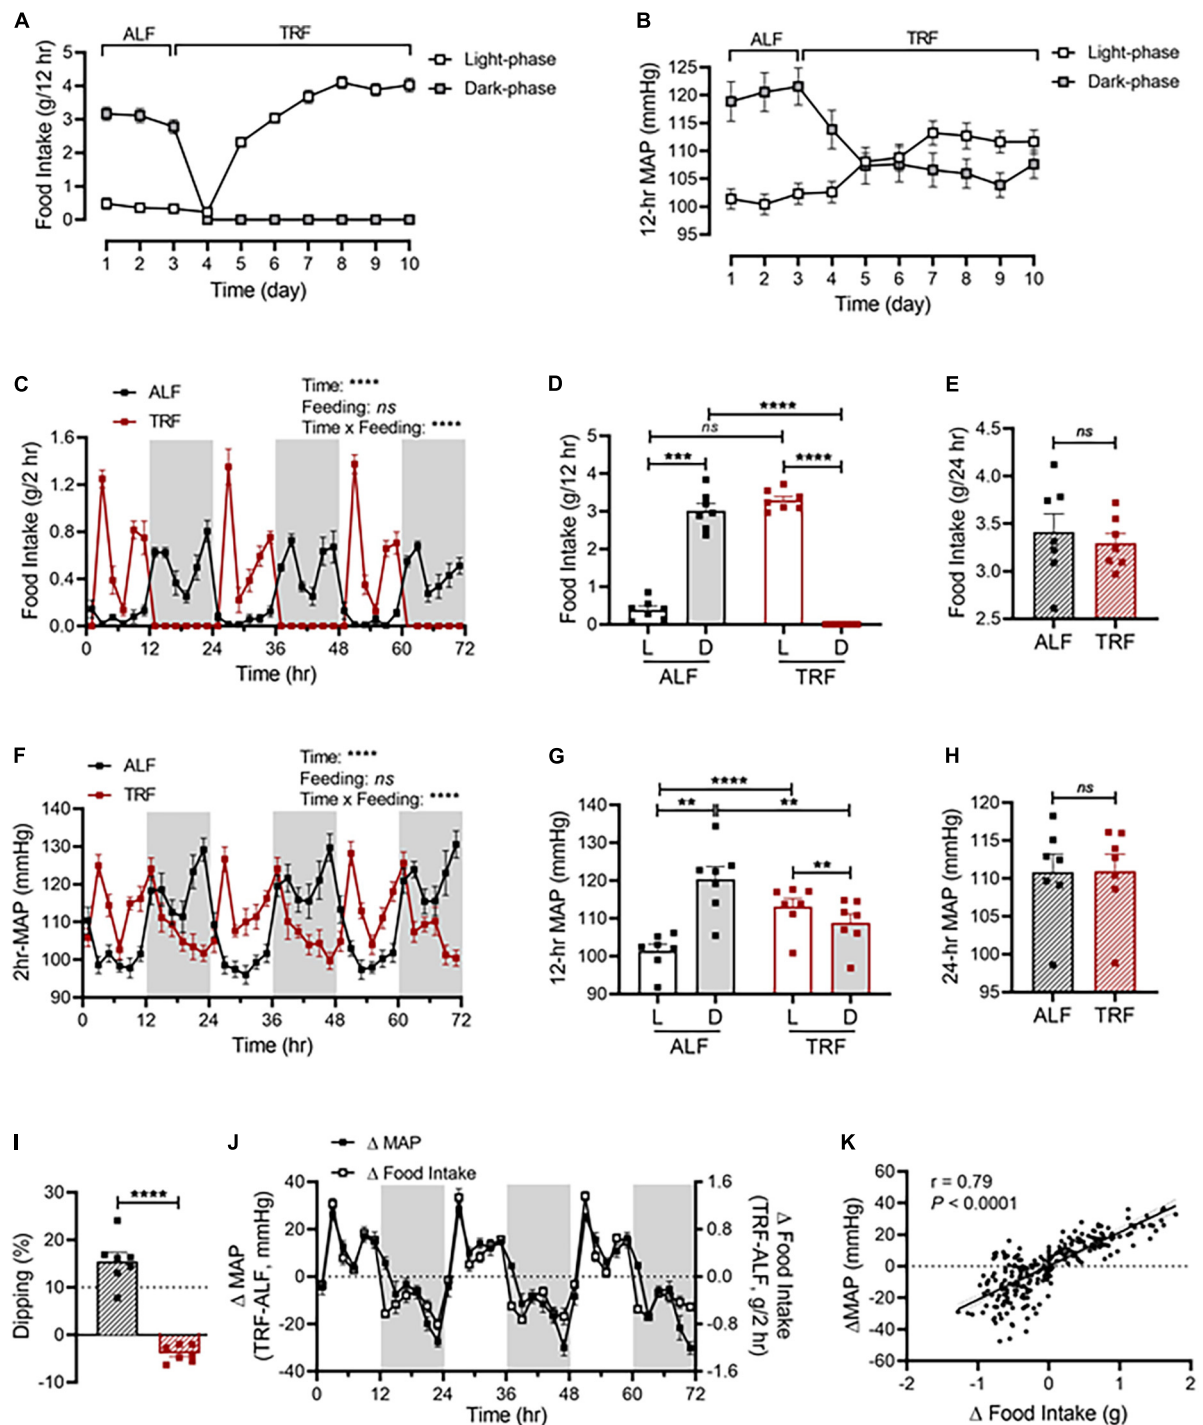 A
ALF TRF
Food Intake (g/12 hr)
5
4
3
2
1
0
Light-phase
Dark-phase
1 2 3 4 5 6 7 8 9 10
Time (day)
B
ALF TRF
12-hr MAP (mmHg)
125
120
115
110
105
100
95
Light-phase
Dark-phase
1 2 3 4 5 6 7 8 9 10
Time (day)
C
ALF
TRF
Time: ****
Feeding: ns
Time x Feeding: ****
Food Intake (g/2 hr)
1.6
1.2
0.8
0.4
0.0
0 12 24 36 48 60 72
Time (hr)
D
****
ns
*** ****
Food Intake (g/12 hr)
5
4
3
2
1
0
L D L D
ALF TRF
E
ns
Food Intake (g/24 hr)
4.5
4.0
3.5
3.0
2.5
ALF TRF
F
ALF
TRF
Time: ****
Feeding: ns
Time x Feeding: ****
2hr-MAP (mmHg)
140
130
120
110
100
90
0 12 24 36 48 60 72
Time (hr)
G
****
** **
**
12-hr MAP (mmHg)
140
130
120
110
100
90
L D L D
ALF TRF
H
ns
24-hr MAP (mmHg)
120
115
110
105
100
95
ALF TRF
I
****
Dipping (%)
30
20
10
0
-10
J
Δ MAP
Δ Food Intake
Δ MAP
(TRF-ALF, mmHg)
40
20
0
-20
-40
1.6
0.8
0.0
-0.8
-1.6
Δ Food Intake
(TRF-ALF, g/2 hr)
0 12 24 36 48 60 72
Time (hr)
K
r = 0.79
P < 0.0001
ΔMAP (mmHg)
60
40
20
0
-20
-40
-60
-2 -1 0 1 2
Δ Food Intake (g)